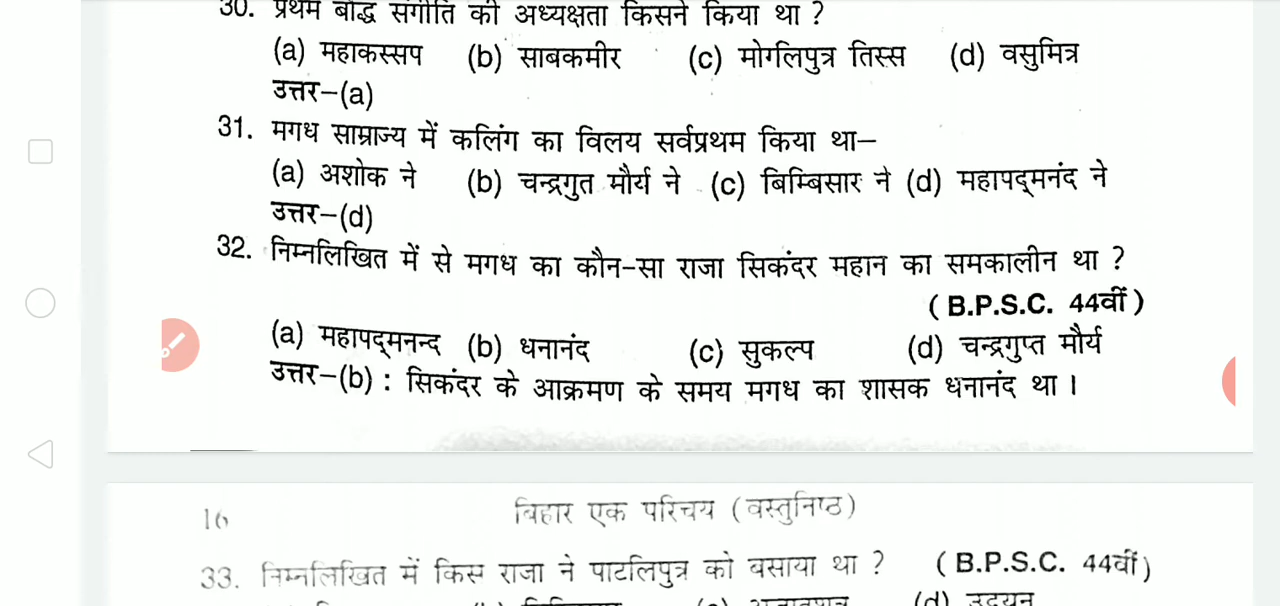 30. प्रथम बौद्ध संगीति की अध्यक्षता किसने किया था ?
(a) महाकस्सप (b) साबकमीर (c) मोगलिपुत्र तिस्स (d) वसुमित्र
उत्तर–(a)
31. मगध साम्राज्य में कलिंग का विलय सर्वप्रथम किया था–
(a) अशोक ने (b) चन्द्रगुत मौर्य ने (c) बिम्बिसार ने (d) महापद्मनंद ने
उत्तर–(d)
32. निम्नलिखित में से मगध का कौन-सा राजा सिकंदर महान का समकालीन था ?
( B.P.S.C. 44वीं )
(a) महापद्मनन्द (b) धनानंद (c) सुकल्प (d) चन्द्रगुप्त मौर्य
उत्तर–(b) : सिकंदर के आक्रमण के समय मगध का शासक धनानंद था ।
16 बिहार एक परिचय (वस्तुनिष्ठ)
33. निम्नलिखित में किस राजा ने पाटलिपुत्र को बसाया था ? ( B.P.S.C. 44वीं )
(d) उदयन